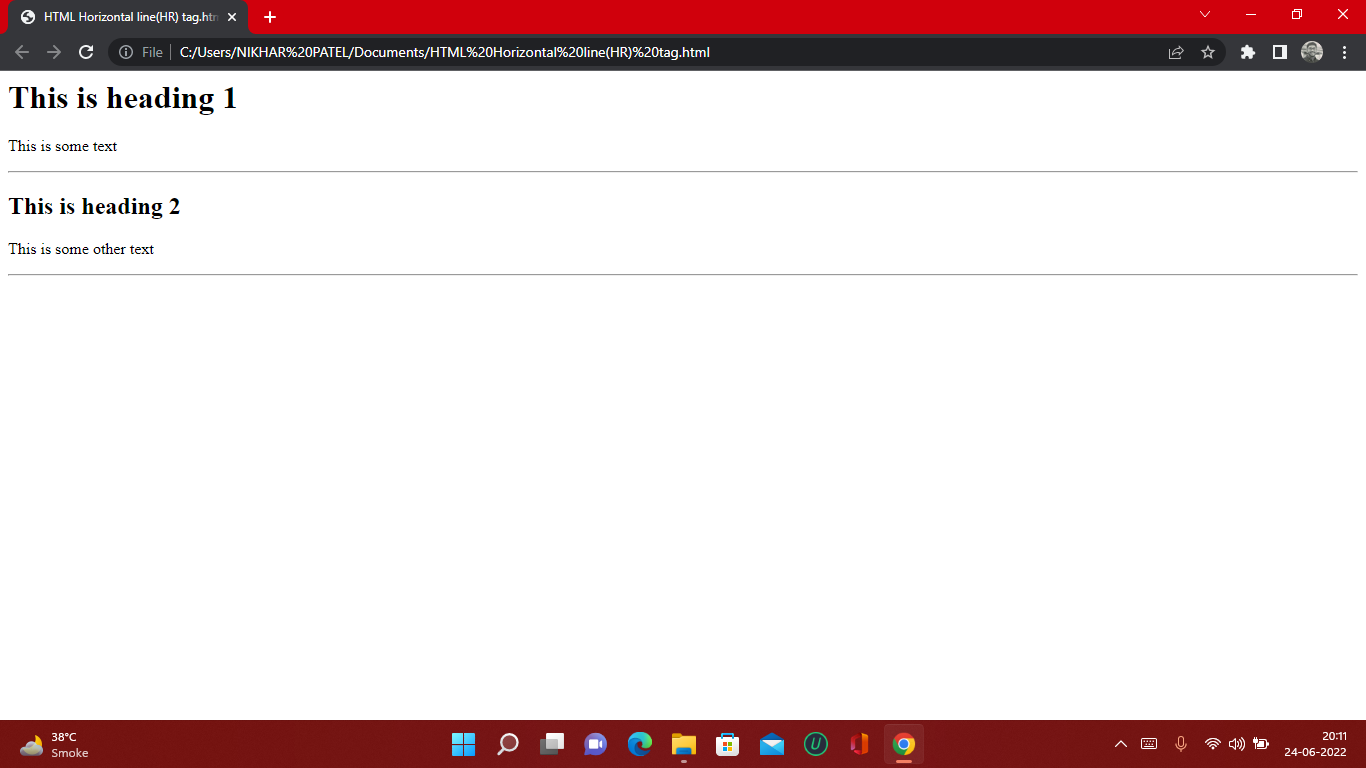 HTML Horizontal line(HR) tag.htm
File
C:/Users/NIKHAR%20PATEL/Documents/HTML%20Horizontal%20line(HR)%20tag.html
This is heading 1
This is some text
This is heading 2
This is some other text
38°C
Smoke
20:11
24-06-2022